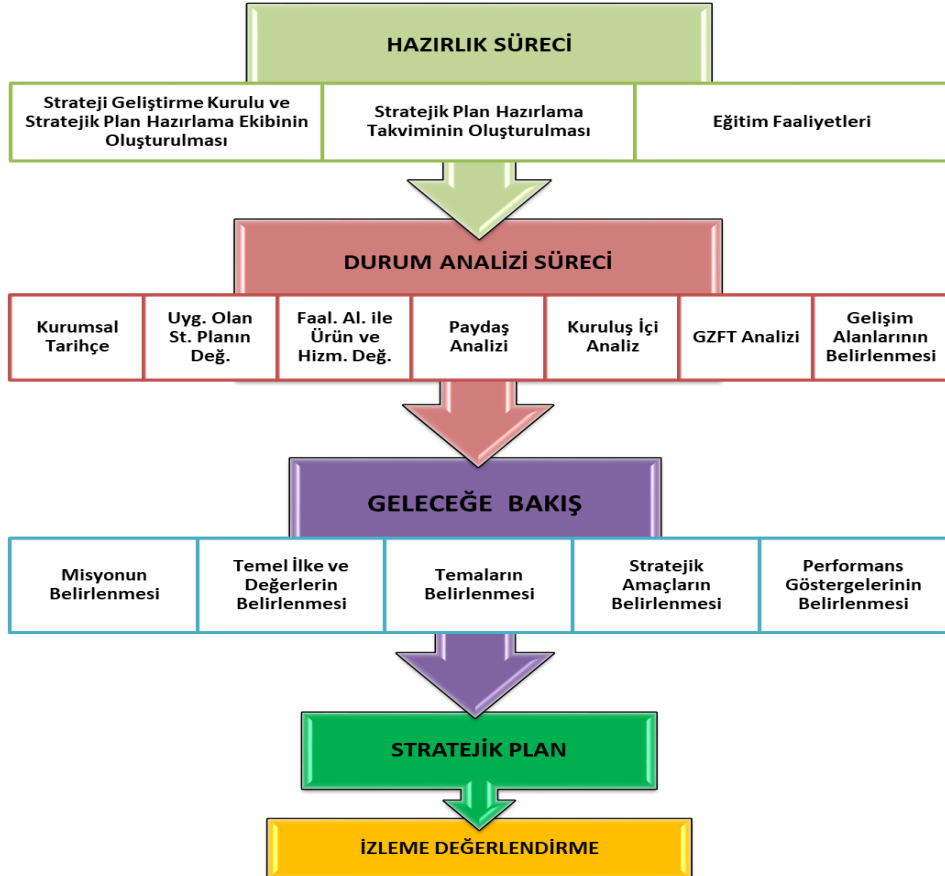 HAZIRLIK SÜRECİ
Strateji Geliştirme Kurulu ve
Stratejik Plan Hazırlama Ekibinin
Oluşturulması
Stratejik Plan Hazırlama
Takviminin Oluşturulması
Eğitim Faaliyetleri
DURUM ANALİZİ SÜRECİ
Kurumsal
Tarihçe
Uyg. Olan
St. Planın
Değ.
Faal. Al. ile
Ürün ve
Hizm. Değ.
Paydaş
Analizi
Kuruluş İçi
Analiz
GZFT Analizi
Gelişim
Alanlarının
Belirlenmesi
GELECEĞE BAKIŞ
Misyonun
Belirlenmesi
Temel İlke ve
Değerlerin
Belirlenmesi
Temaların
Belirlenmesi
Stratejik
Amaçların
Belirlenmesi
Performans
Göstergelerinin
Belirlenmesi
STRATEJİK PLAN
İZLEME DEĞERLENDİRME